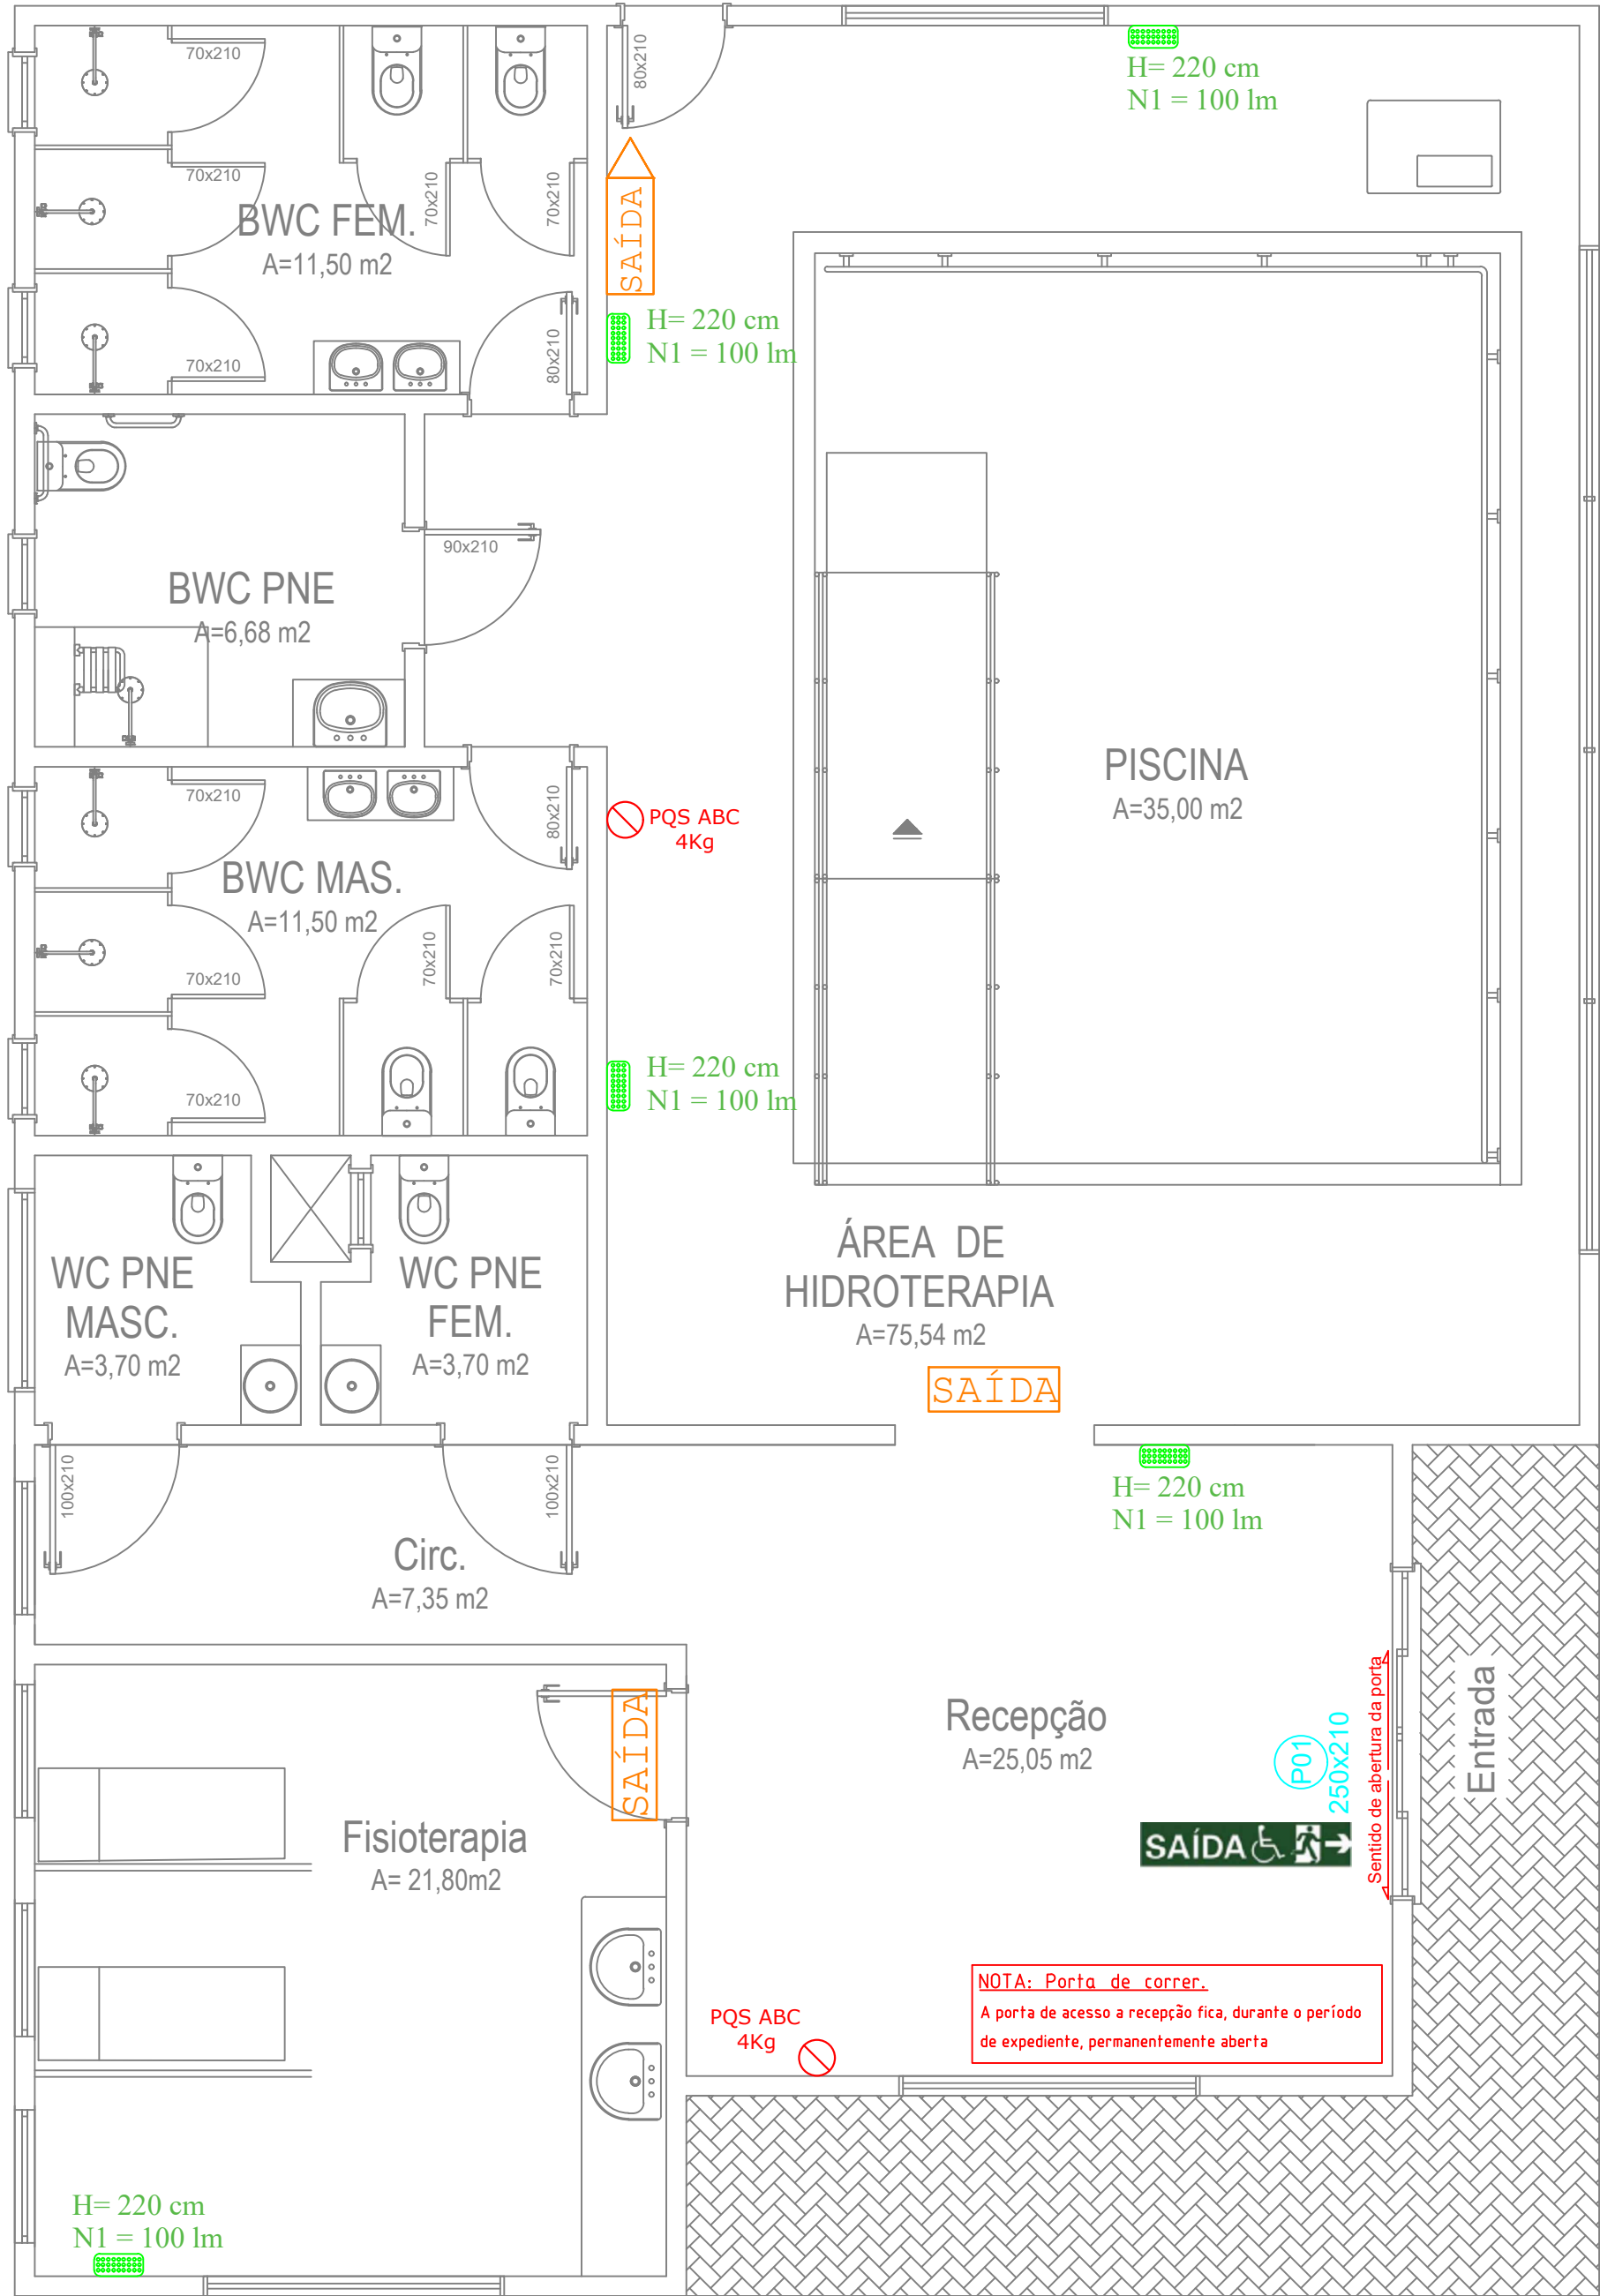 70x210
80x210
H= 220 cm
N1 = 100 lm
70x210
70x210
70x210
SAÍDA
BWC FEM.
A=11,50 m2
H= 220 cm
N1 = 100 lm
70x210
80x210
90x210
BWC PNE
A=6,68 m2
PISCINA
A=35,00 m2
70x210
80x210
PQS ABC
4Kg
BWC MAS.
A=11,50 m2
70x210
70x210
70x210
H= 220 cm
N1 = 100 lm
70x210
ÁREA DE
HIDROTERAPIA
A=75,54 m2
WC PNE
MASC.
A=3,70 m2
WC PNE
FEM.
A=3,70 m2
SAÍDA
100x210
100x210
H= 220 cm
N1 = 100 lm
Circ.
A=7,35 m2
SAÍDA
Recepção
A=25,05 m2
P01
250x210
Sentido de abertura da porta
Entrada
SAÍDA
Fisioterapia
A= 21,80m2
NOTA: Porta de correr.
A porta de acesso a recepção fica, durante o período
de expediente, permanentemente aberta
PQS ABC
4Kg
H= 220 cm
N1 = 100 lm